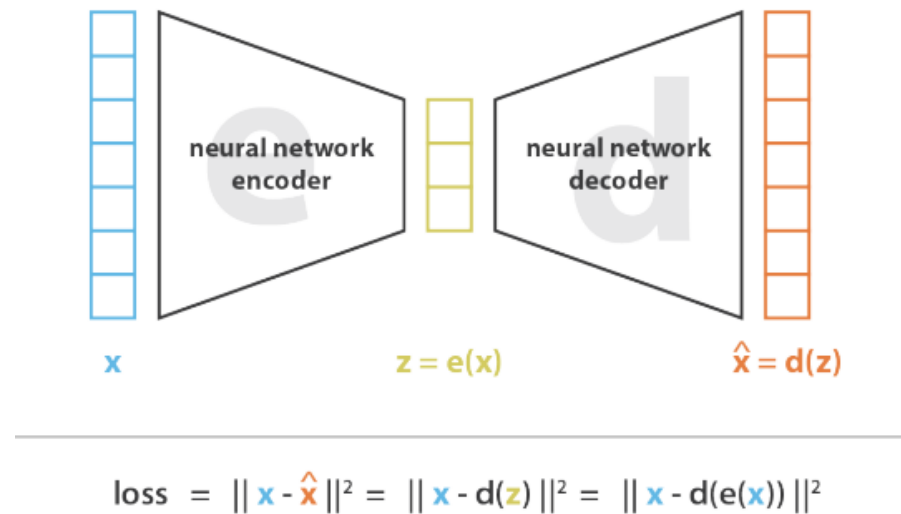 e
neural network
encoder
d
neural network
decoder
x
z = e(x)
x̂ = d(z)
loss = || x - x̂ ||² = || x - d(z) ||² = || x - d(e(x)) ||²